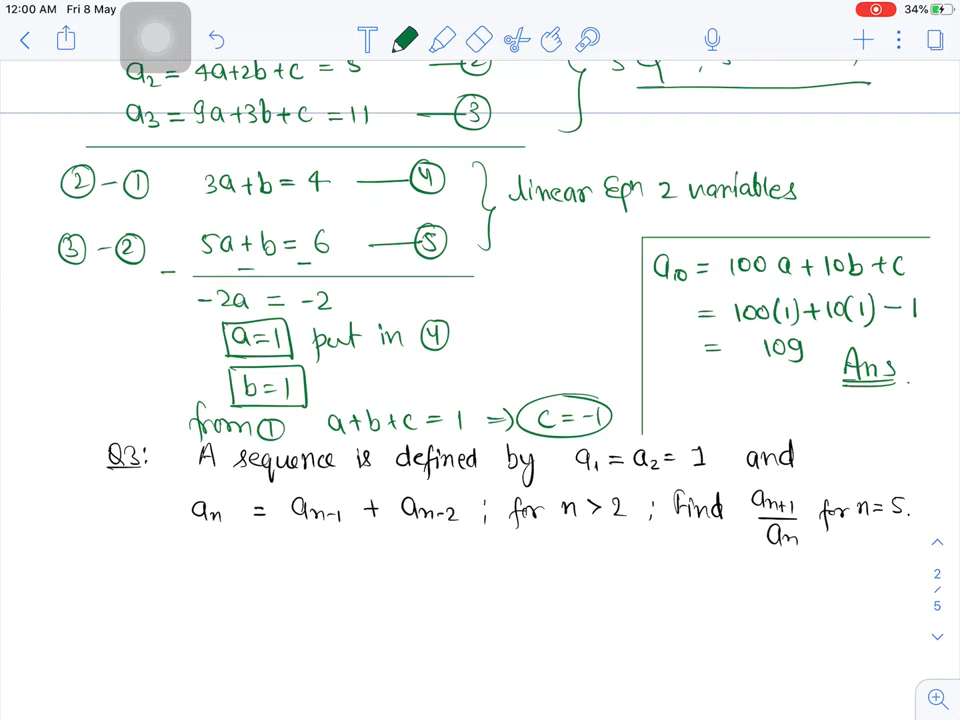 12:00 AM Fri 8 May
34%
T
a₂ = 4a+2b+c = 5 —②
a₃ = 9a+3b+c = 11 —③
②-① 3a+b = 4 —④
linear Eqn 2 variables
③-② 5a+b = 6 —⑤
- - -
-2a = -2
a=1 put in ④
b=1
from ① a+b+c = 1 => c = -1
a₁₀ = 100 a + 10b + c
= 100(1)+10(1) - 1
= 109
Ans.
Q3: A sequence is defined by a₁ = a₂ = 1 and
aₙ = aₙ₋₁ + aₙ₋₂ ; for n > 2 ; Find aₙ₊₁/aₙ for n = 5.
2
/
5